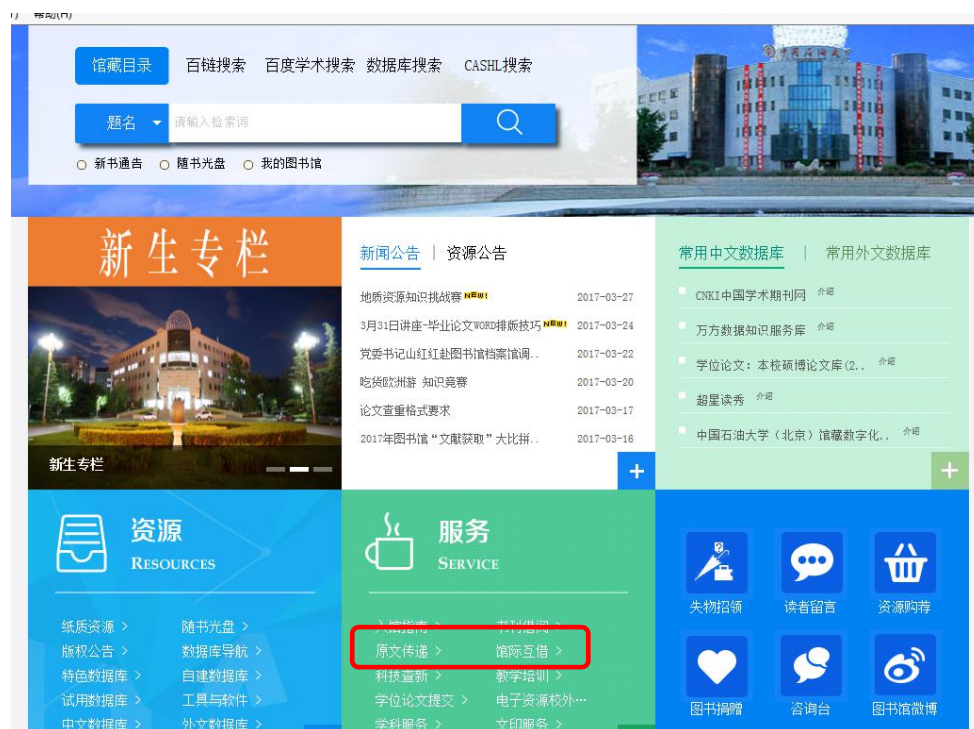 帮助(H)
馆藏目录 百链搜索 百度学术搜索 数据库搜索 CASHL搜索
题名 请输入检索词
新书通告 随书光盘 我的图书馆
新生专栏
新生专栏
新闻公告 | 资源公告
地质资源知识挑战赛 NEW! 2017-03-27
3月31日讲座-毕业论文WORD排版技巧 NEW! 2017-03-24
党委书记山红红赴图书馆档案馆调.. 2017-03-22
吃货欧洲游 知识竞赛 2017-03-20
论文查重格式要求 2017-03-17
2017年图书馆“文献获取”大比拼.. 2017-03-16
+
常用中文数据库 | 常用外文数据库
CNKI中国学术期刊网 介绍
万方数据知识服务库 介绍
学位论文: 本校硕博论文库(2.. 介绍
超星读秀 介绍
中国石油大学（北京）馆藏数字化.. 介绍
+
资源
RESOURCES
纸质资源 > 随书光盘 >
版权公告 > 数据库导航 >
特色数据库 > 自建数据库 >
试用数据库 > 工具与软件 >
中文数据库 > 外文数据库 >
服务
SERVICE
入馆指南 > 书刊借阅 >
原文传递 > 馆际互借 >
科技查新 > 教学培训 >
学位论文提交 > 电子资源校外…
学科服务 > 文印服务 >
失物招领 读者留言 资源购荐
图书捐赠 咨询台 图书馆微博